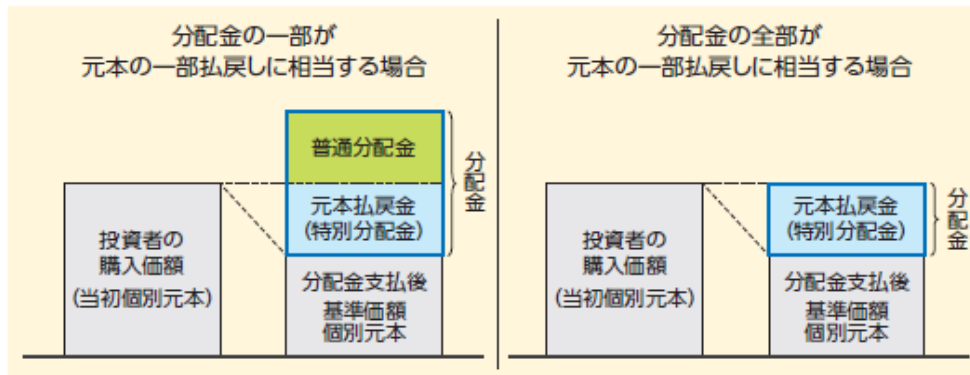 分配金の一部が
元本の一部払戻しに相当する場合
普通分配金
元本払戻金
(特別分配金)
分配金
投資者の
購入価額
(当初個別元本)
分配金支払後
基準価額
個別元本
分配金の全部が
元本の一部払戻しに相当する場合
元本払戻金
(特別分配金)
分配金
投資者の
購入価額
(当初個別元本)
分配金支払後
基準価額
個別元本